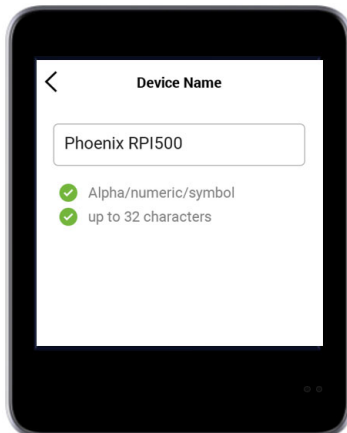 Device Name
Phoenix RPI500
Alpha/numeric/symbol
up to 32 characters